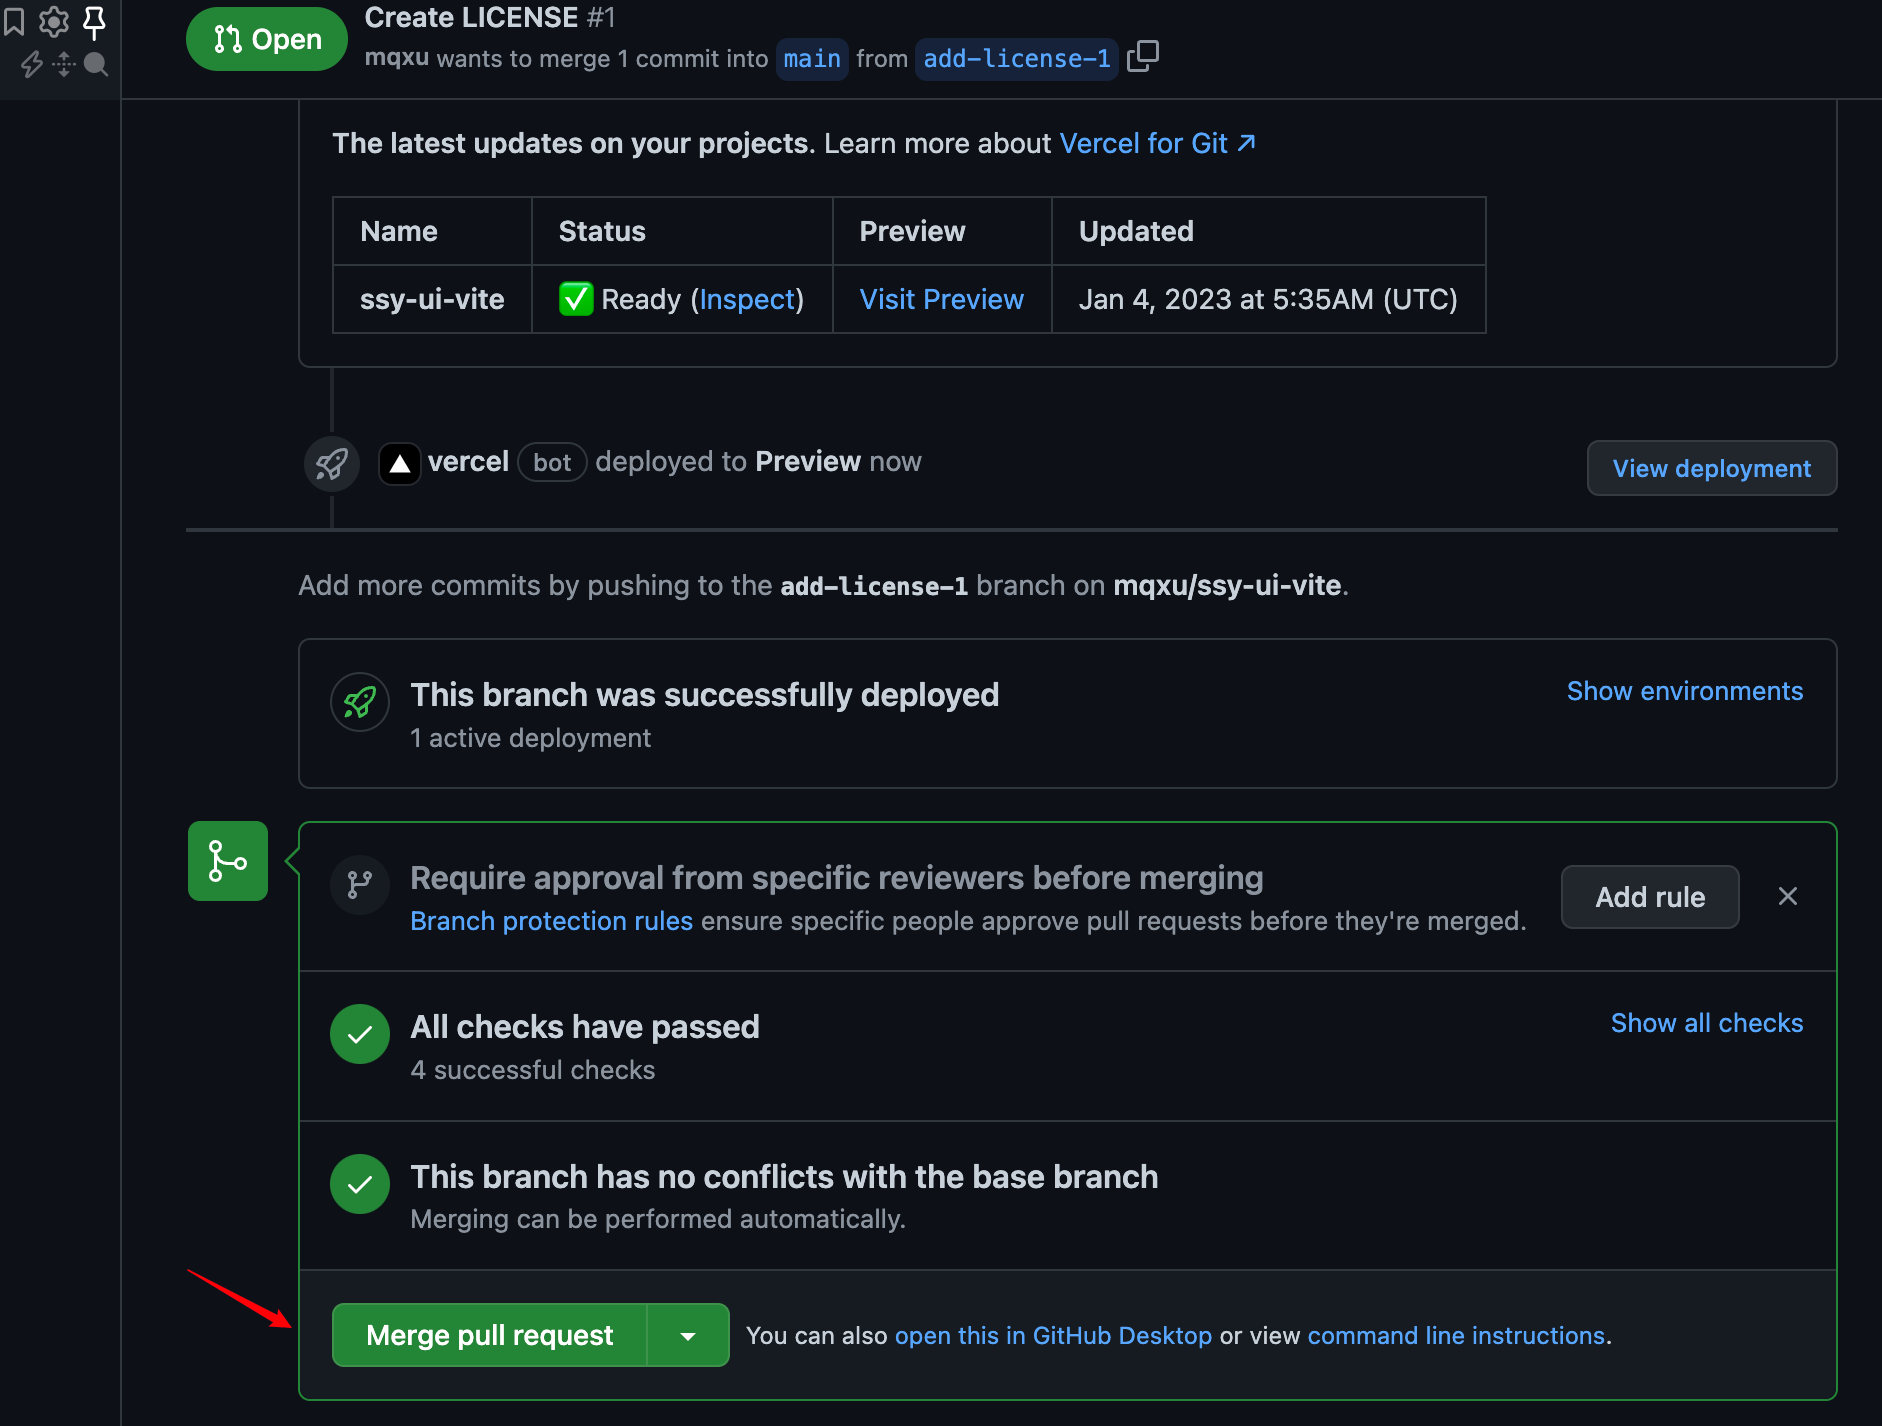 Open
Create LICENSE #1
mqxu wants to merge 1 commit into main from add-license-1
The latest updates on your projects. Learn more about Vercel for Git ↗
Name Status Preview Updated
ssy-ui-vite ✅ Ready (Inspect) Visit Preview Jan 4, 2023 at 5:35AM (UTC)
vercel bot deployed to Preview now
View deployment
Add more commits by pushing to the add-license-1 branch on mqxu/ssy-ui-vite.
This branch was successfully deployed
1 active deployment
Show environments
Require approval from specific reviewers before merging
Branch protection rules ensure specific people approve pull requests before they're merged.
Add rule
All checks have passed
4 successful checks
Show all checks
This branch has no conflicts with the base branch
Merging can be performed automatically.
Merge pull request
You can also open this in GitHub Desktop or view command line instructions.